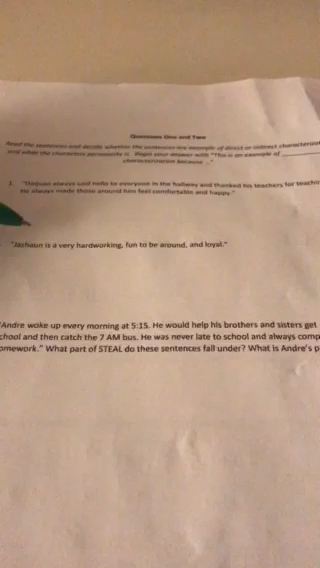 Questions One and Two
Read the sentences and decide whether the sentences are example of direct or indirect
and what the characters personality is. Begin your answer with "This is an example of
characterization because .."
1. "Daquan always said hello to everyone in the hallway and thanked his teachers for
He always made those around him feel comfortable and happy."
"Jashaun is a very hardworking, fun to be around, and loyal."
"Andre woke up every morning at 5:15. He would help his brothers and sisters get
chool and then catch the 7 AM bus. He was never late to school and always comp
omework." What part of STEAL do these sentences fall under? What is Andre's p